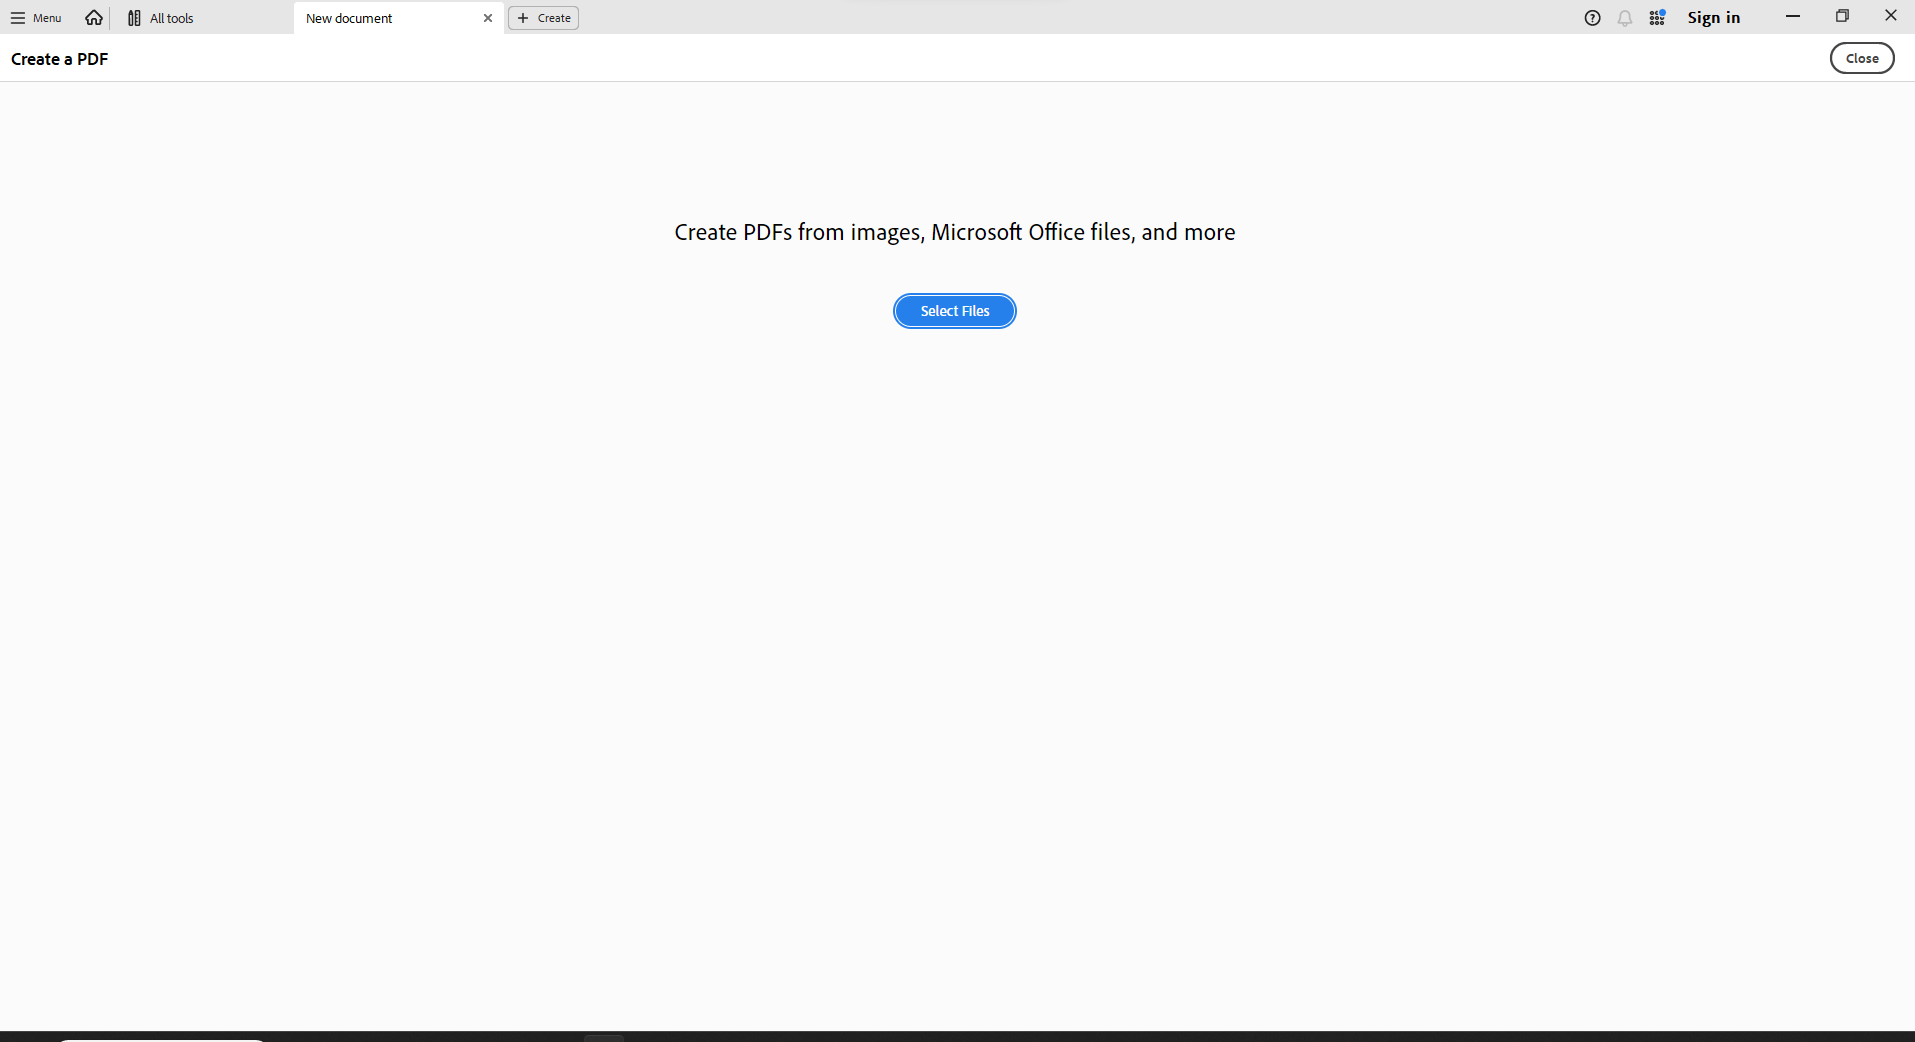 Menu
All tools
New document
Create
Sign in
Create a PDF
Close
Create PDFs from images, Microsoft Office files, and more
Select Files